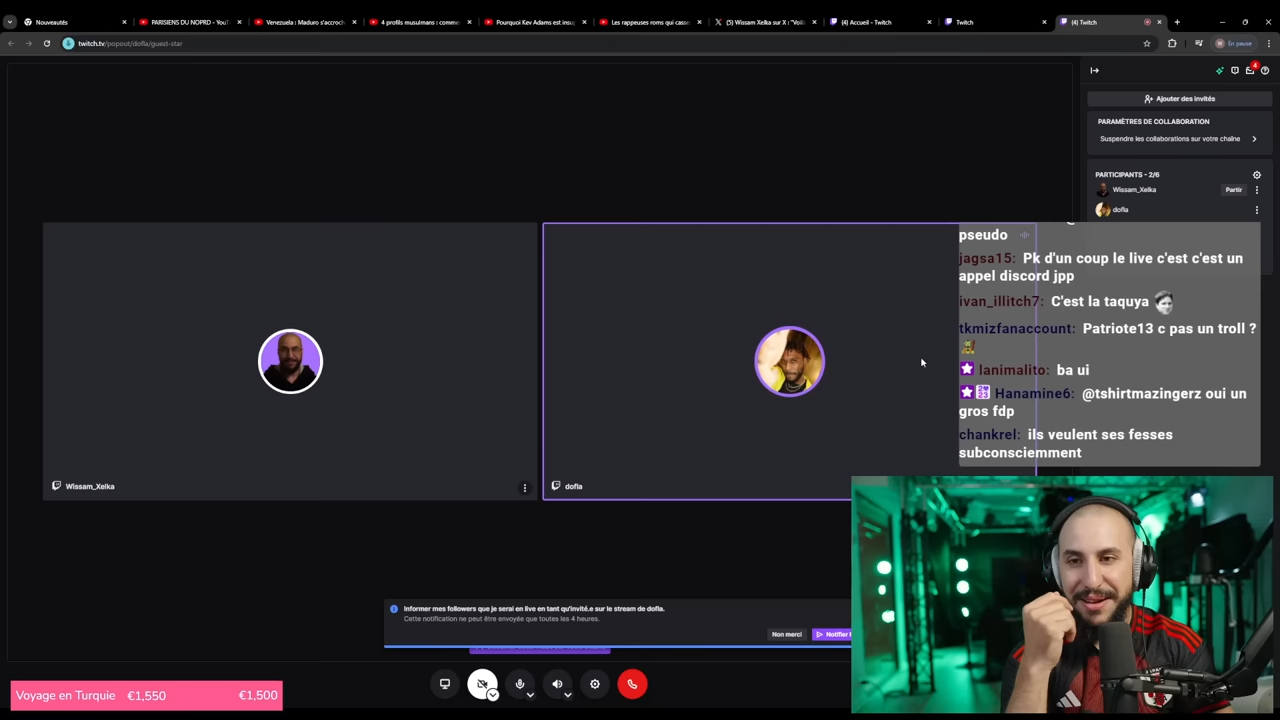 Nouveautés
PARISIENS DU NOPRD - YouT
Venezuela : Maduro s'accroch
4 profils musulmans : comme
Pourquoi Kev Adams est insu
Les rappeuses roms qui casse
(5) Wissam Xelka sur X : "Voilà
(4) Accueil - Twitch
Twitch
(4) Twitch
twitch.tv/popout/dofla/guest-star
En pause
4
Ajouter des invités
PARAMÈTRES DE COLLABORATION
Suspendre les collaborations sur votre chaîne
PARTICIPANTS - 2/6
Wissam_Xelka
Partir
dofla
pseudo
jagsa15: Pk d'un coup le live c'est c'est un
appel discord jpp
ivan_illitch7: C'est la taquya
tkmizfanaccount: Patriote13 c pas un troll ?
lanimalito: ba ui
Hanamine6: @tshirtmazingerz oui un
gros fdp
chankrel: ils veulent ses fesses
subconsciemment
Wissam_Xelka
dofla
Informer mes followers que je serai en live en tant qu'invité.e sur le stream de dofla.
Cette notification ne peut être envoyée que toutes les 4 heures.
Non merci
Notifier
Voyage en Turquie €1,550 €1,500